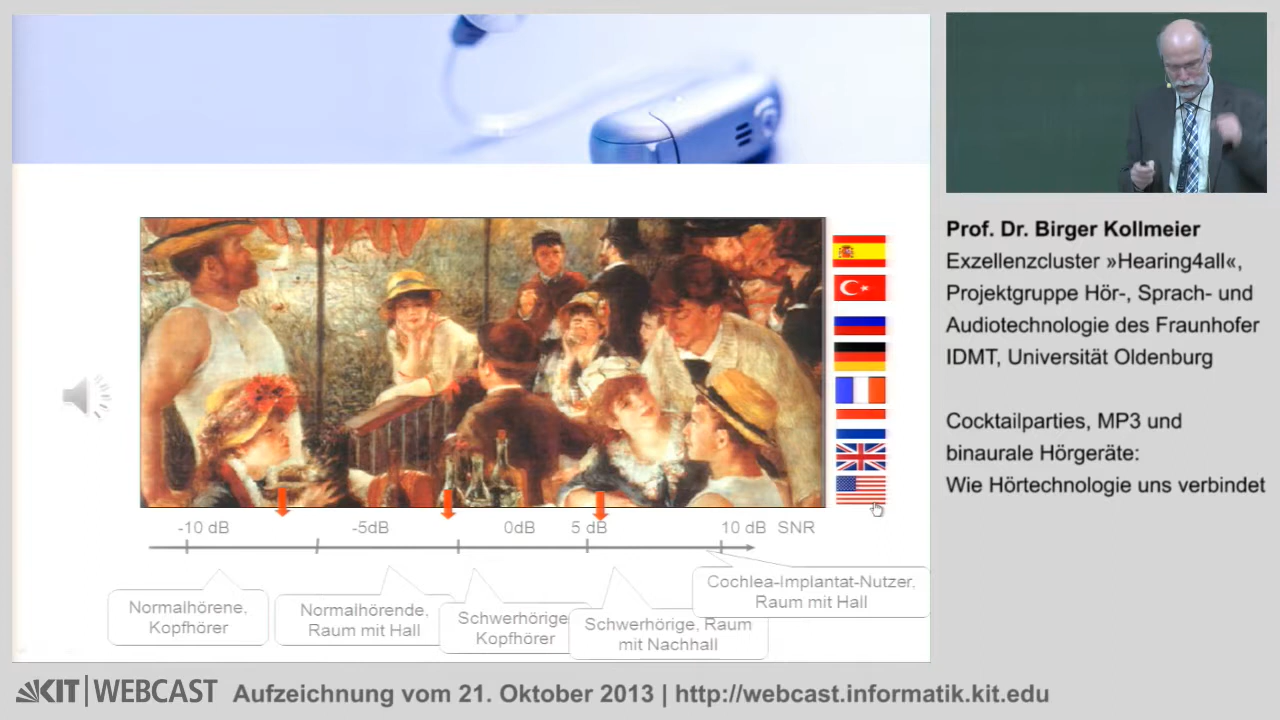 -10 dB -5dB 0dB 5 dB 10 dB SNR
Normalhörene,
Kopfhörer
Normalhörende,
Raum mit Hall
Schwerhörige
Kopfhörer
Schwerhörige, Raum
mit Nachhall
Cochlea-Implantat-Nutzer,
Raum mit Hall
Prof. Dr. Birger Kollmeier
Exzellenzcluster »Hearing4all«,
Projektgruppe Hör-, Sprach- und
Audiotechnologie des Fraunhofer
IDMT, Universität Oldenburg
Cocktailparties, MP3 und
binaurale Hörgeräte:
Wie Hörtechnologie uns verbindet
KIT | WEBCAST Aufzeichnung vom 21. Oktober 2013 | http://webcast.informatik.kit.edu